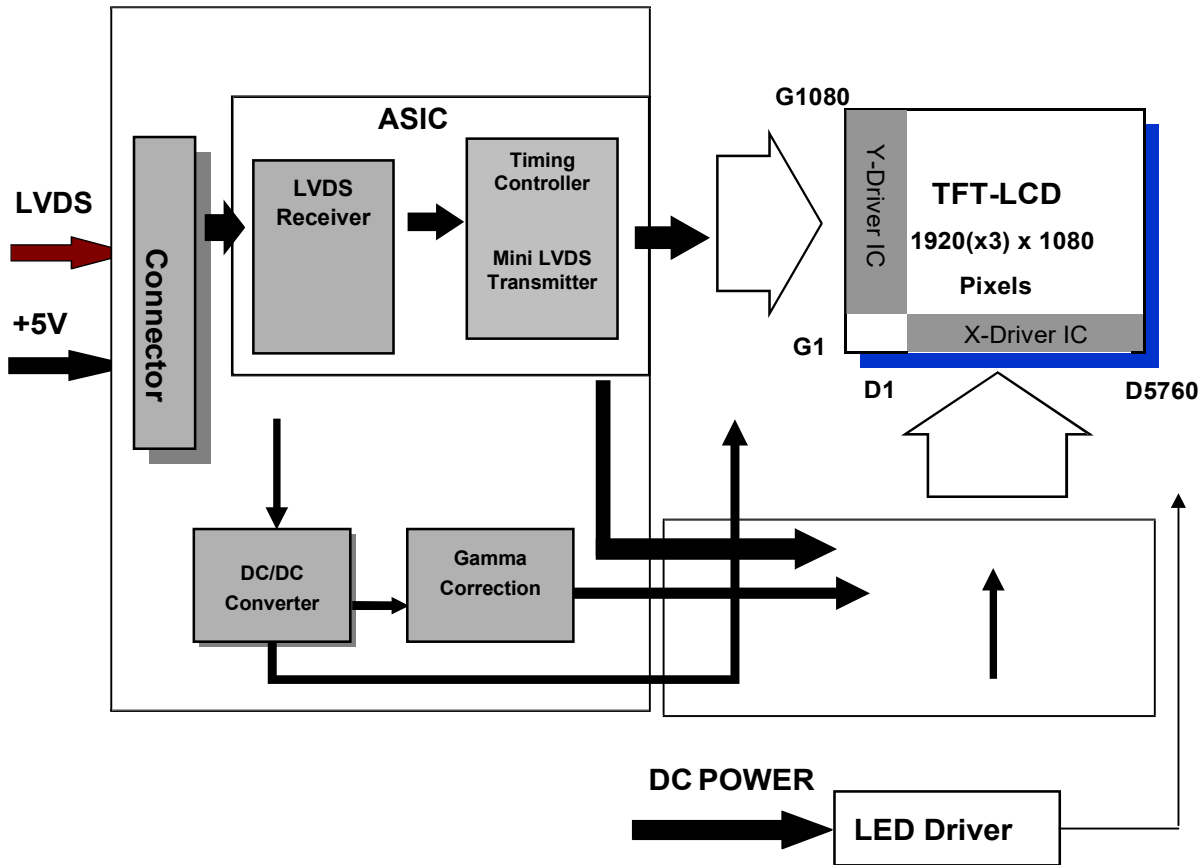 G1080
ASIC
Timing
Controller
Mini LVDS
Transmitter
LVDS
Receiver
LVDS
+5V
Connector
Y-Driver IC
TFT-LCD
1920(x3) x 1080
Pixels
X-Driver IC
G1
D1
D5760
DC/DC
Converter
Gamma
Correction
DC POWER
LED Driver